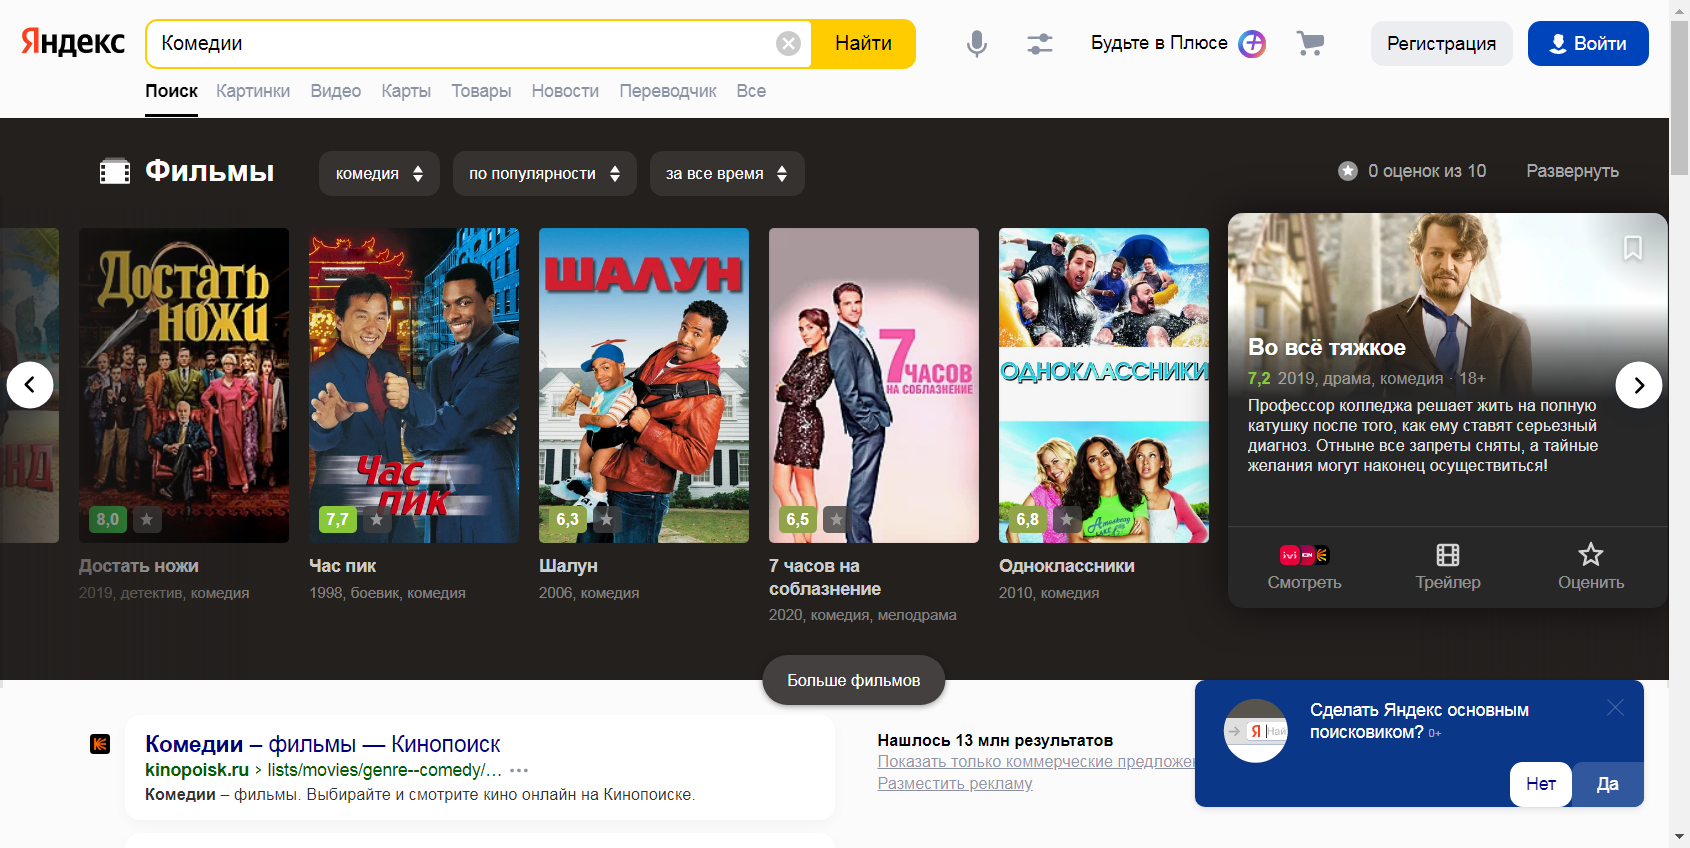 Яндекс
Комедии
Найти
Будьте в Плюсе
Регистрация
Войти
Поиск Картинки Видео Карты Товары Новости Переводчик Все
Фильмы
комедия
по популярности
за все время
0 оценок из 10
Развернуть
Достать ножи
8,0
Достать ножи
2019, детектив, комедия
Час пик
7,7
Час пик
1998, боевик, комедия
ШАЛУН
6,3
Шалун
2006, комедия
7 ЧАСОВ
НА СОБЛАЗНЕНИЕ
6,5
7 часов на
соблазнение
2020, комедия, мелодрама
ОДНОКЛАССНИКИ
6,8
Одноклассники
2010, комедия
Во всё тяжкое
7,2 2019, драма, комедия · 18+
Профессор колледжа решает жить на полную
катушку после того, как ему ставят серьезный
диагноз. Отныне все запреты сняты, а тайные
желания могут наконец осуществиться!
ivi
Смотреть
Трейлер
Оценить
Больше фильмов
Комедии – фильмы — Кинопоиск
kinopoisk.ru › lists/movies/genre--comedy/…
Комедии – фильмы. Выбирайте и смотрите кино онлайн на Кинопоиске.
Нашлось 13 млн результатов
Показать только коммерческие предложен
Разместить рекламу
Я Най
Сделать Яндекс основным
поисковиком? 0+
Нет
Да